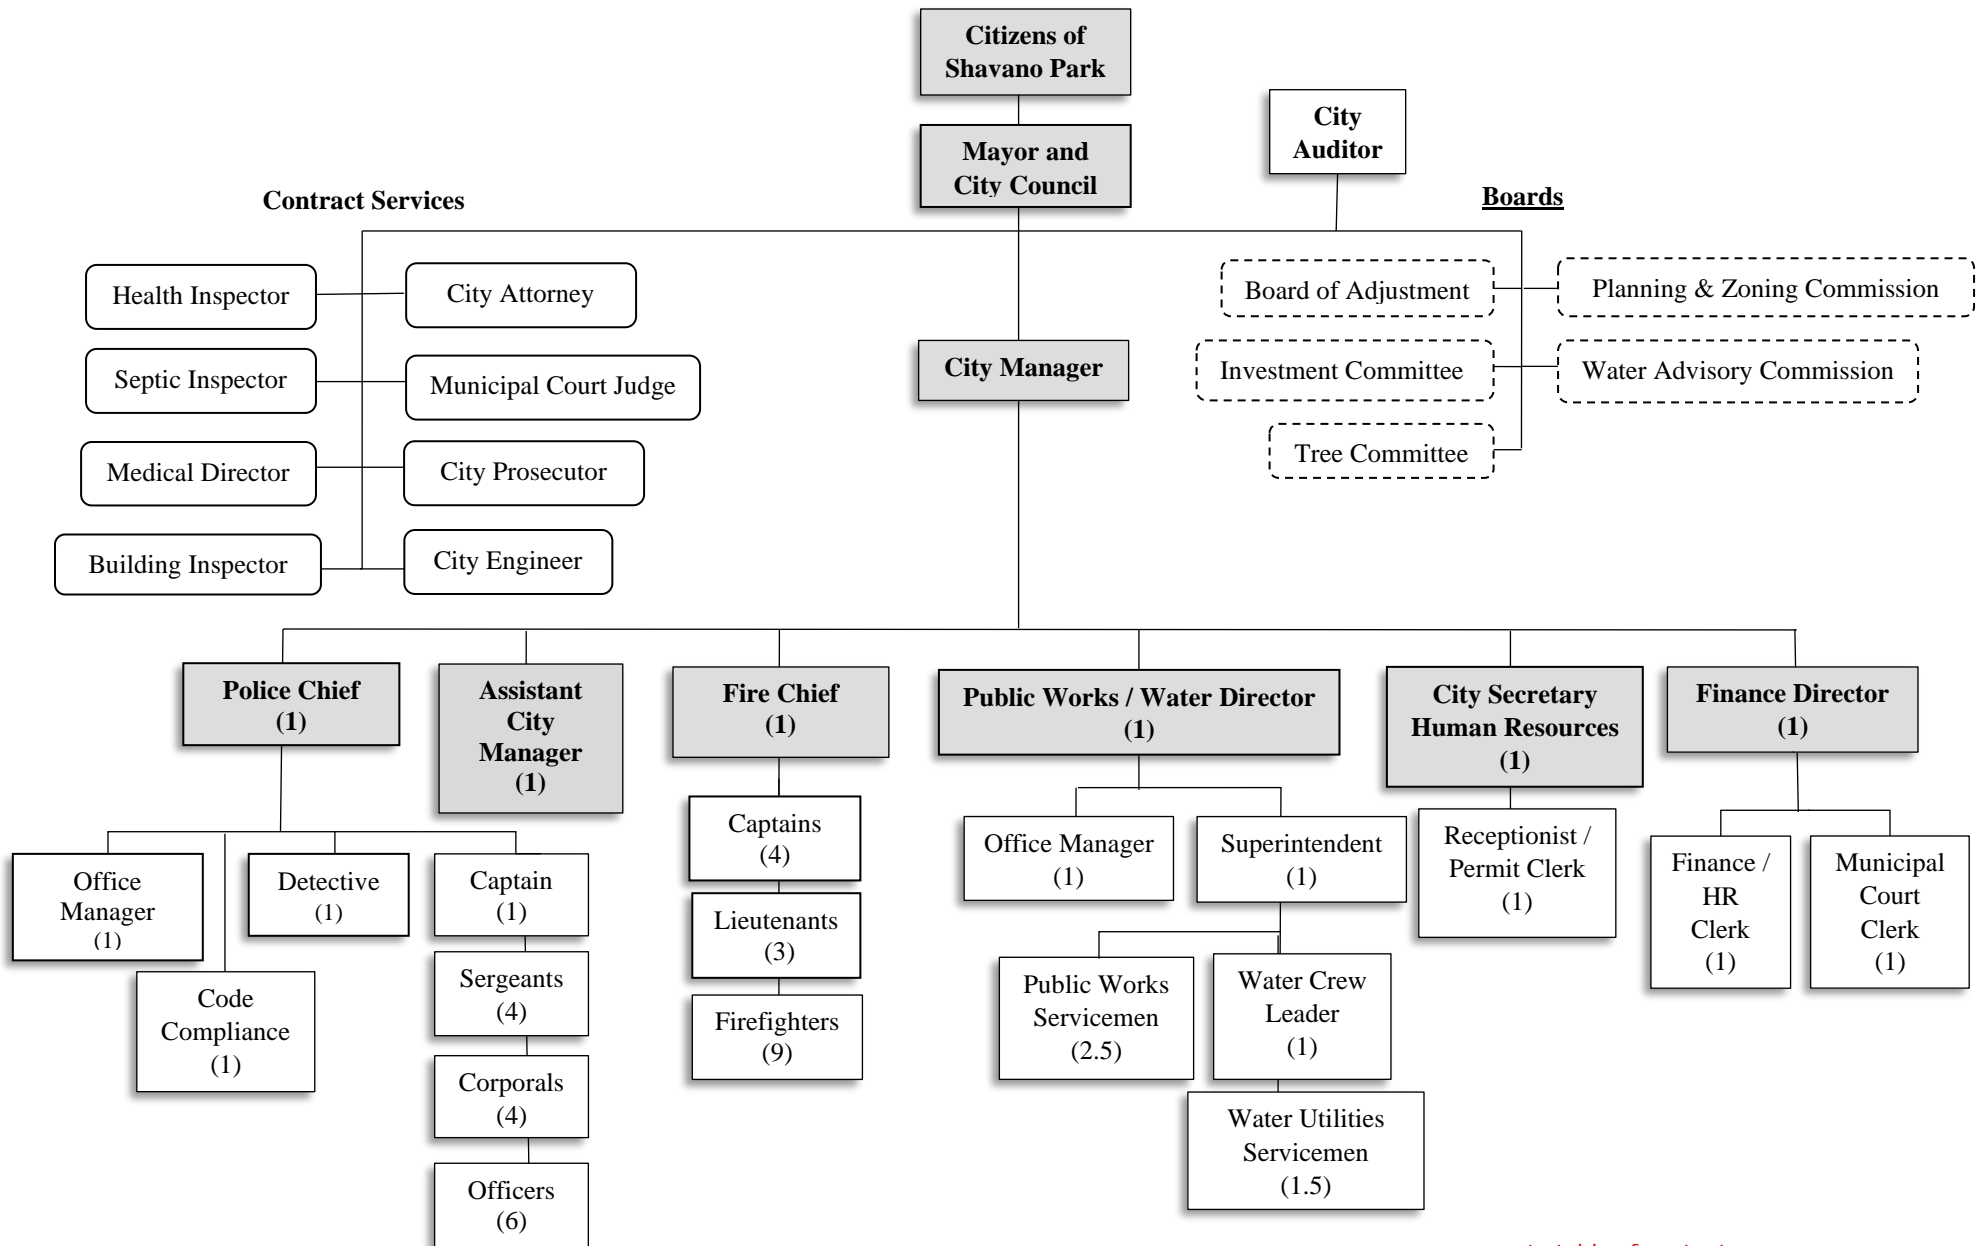 Citizens of
Shavano Park
Mayor and
City Council
City
Auditor
Contract Services
Boards
Health Inspector
City Attorney
Septic Inspector
Municipal Court Judge
Medical Director
City Prosecutor
Building Inspector
City Engineer
City Manager
Board of Adjustment
Planning & Zoning Commission
Investment Committee
Water Advisory Commission
Tree Committee
Police Chief
(1)
Assistant
City
Manager
(1)
Fire Chief
(1)
Public Works / Water Director
(1)
City Secretary
Human Resources
(1)
Finance Director
(1)
Office
Manager
(1)
Code
Compliance
(1)
Detective
(1)
Captain
(1)
Sergeants
(4)
Corporals
(4)
Officers
(6)
Captains
(4)
Lieutenants
(3)
Firefighters
(9)
Office Manager
(1)
Superintendent
(1)
Public Works
Servicemen
(2.5)
Water Crew
Leader
(1)
Water Utilities
Servicemen
(1.5)
Receptionist /
Permit Clerk
(1)
Finance /
HR
Clerk
(1)
Municipal
Court
Clerk
(1)